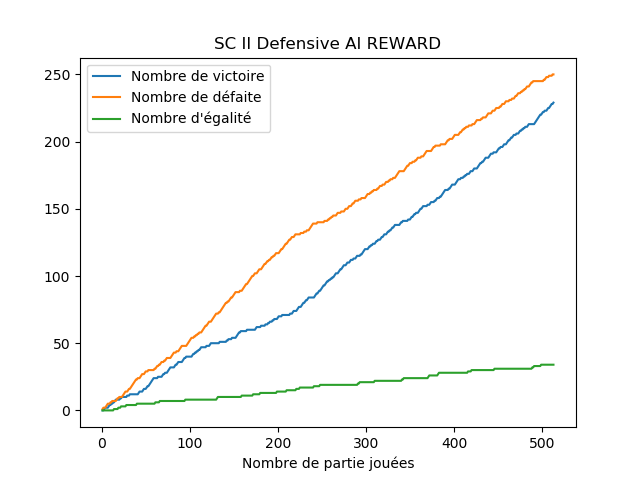 SC II Defensive AI REWARD
Nombre de victoire
Nombre de défaite
Nombre d'égalité
250
200
150
100
50
0
0 100 200 300 400 500
Nombre de partie jouées